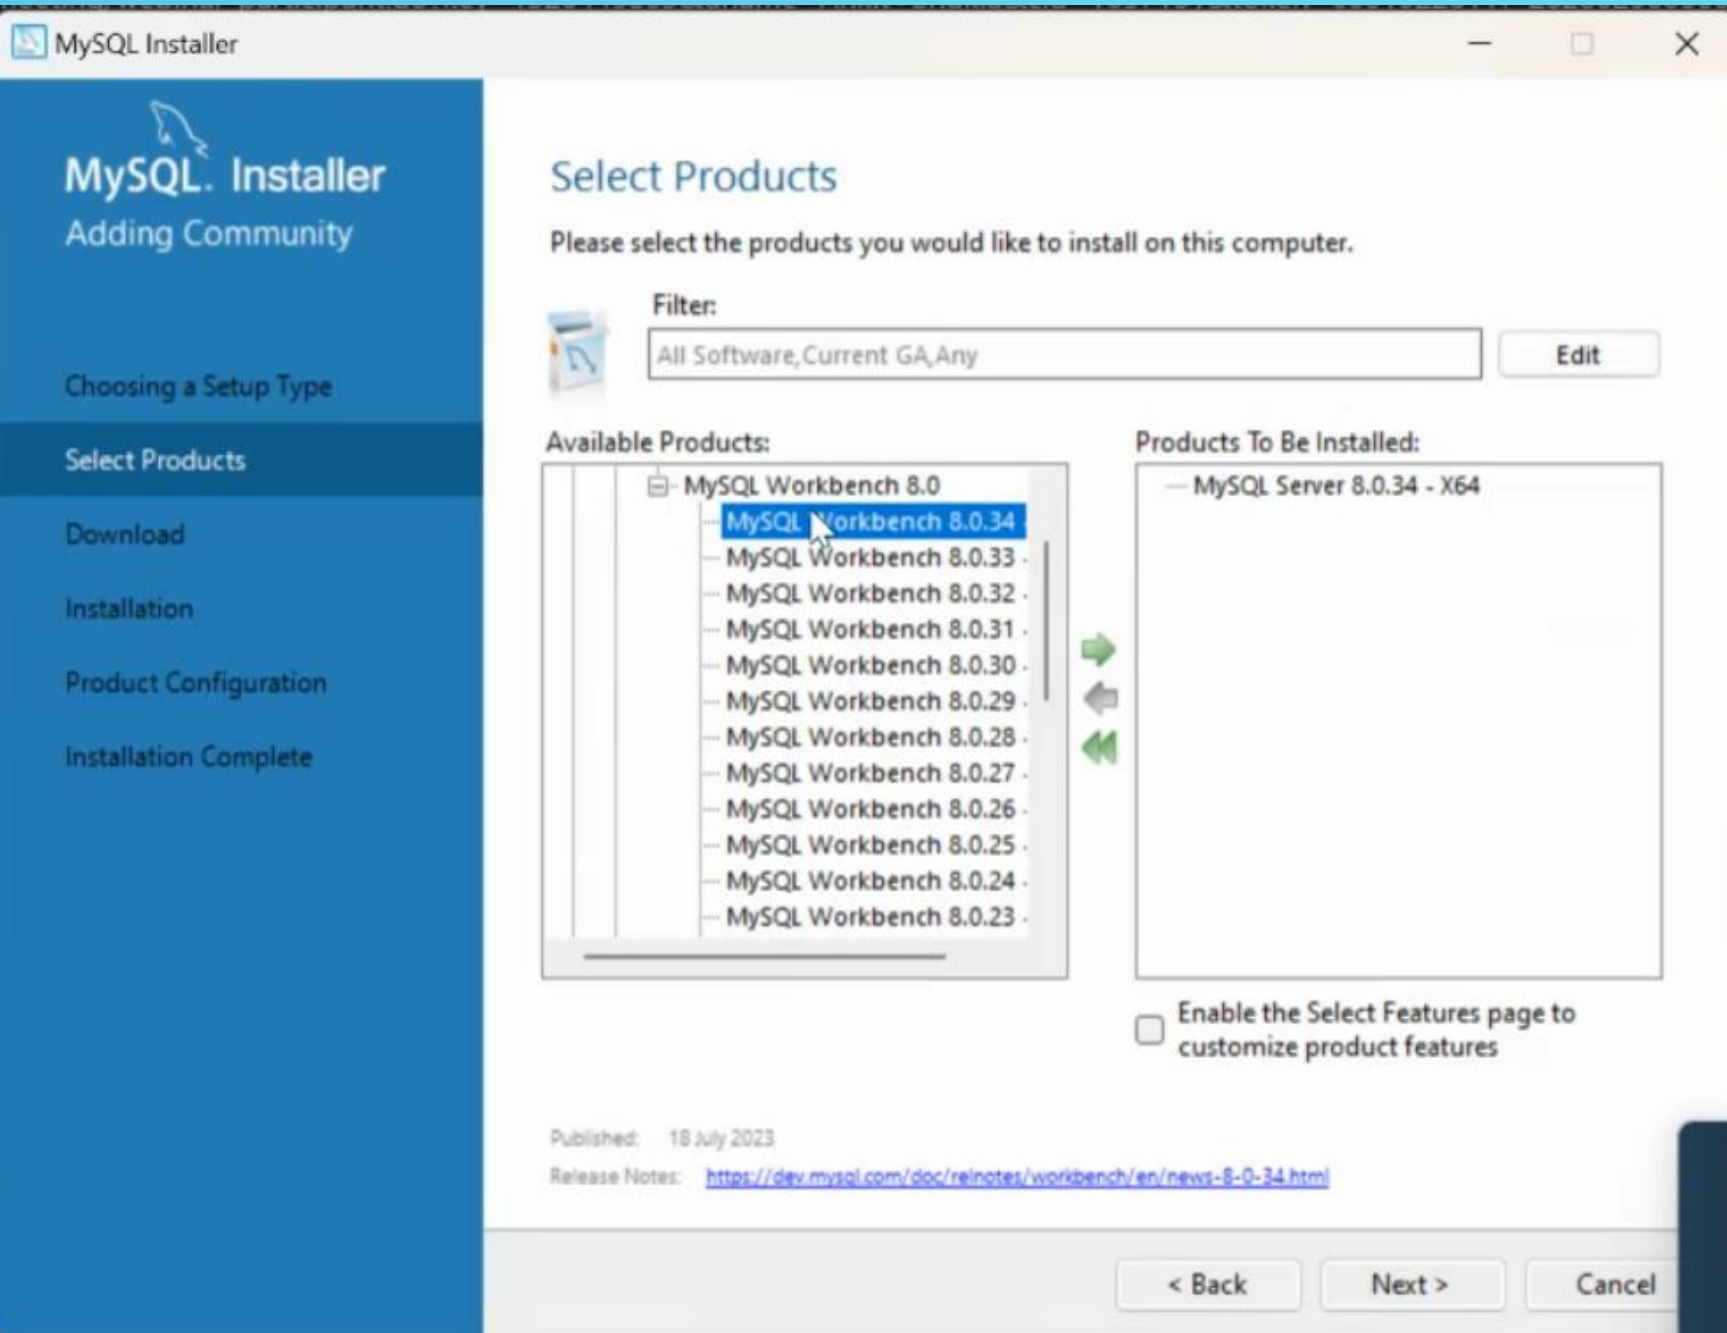 MySQL Installer
MySQL. Installer
Adding Community
Choosing a Setup Type
Select Products
Download
Installation
Product Configuration
Installation Complete
Select Products
Please select the products you would like to install on this computer.
Filter:
All Software,Current GA,Any
Edit
Available Products:
MySQL Workbench 8.0
MySQL Workbench 8.0.34
MySQL Workbench 8.0.33 -
MySQL Workbench 8.0.32 -
MySQL Workbench 8.0.31 -
MySQL Workbench 8.0.30 -
MySQL Workbench 8.0.29 -
MySQL Workbench 8.0.28 -
MySQL Workbench 8.0.27 -
MySQL Workbench 8.0.26 -
MySQL Workbench 8.0.25 -
MySQL Workbench 8.0.24 -
MySQL Workbench 8.0.23 -
Products To Be Installed:
MySQL Server 8.0.34 - X64
Enable the Select Features page to
customize product features
Published: 18 July 2023
Release Notes: https://dev.mysql.com/doc/relnotes/workbench/en/news-8-0-34.html
< Back
Next >
Cancel